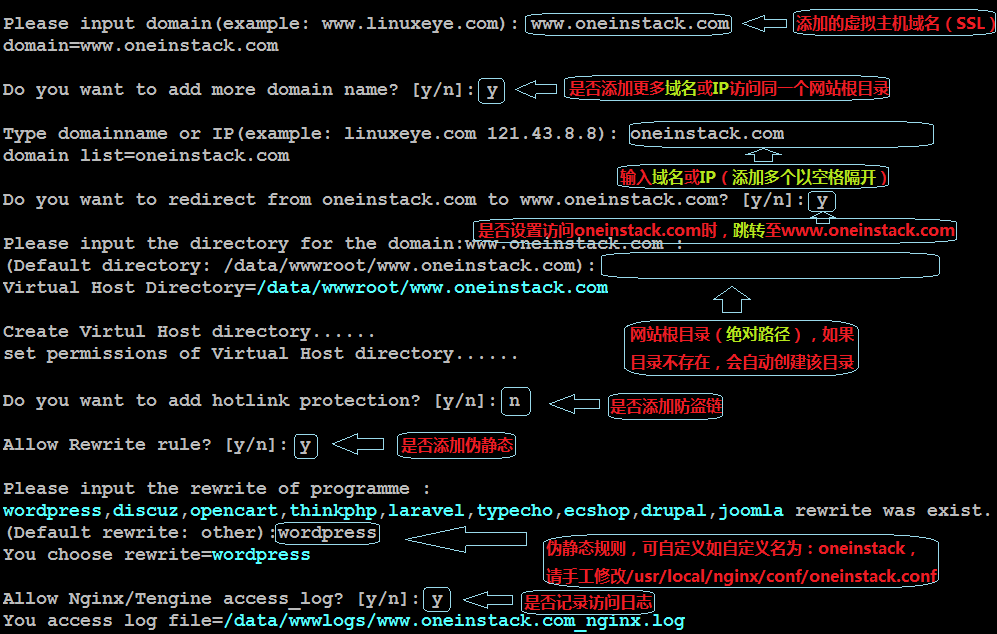 Please input domain(example: www.linuxeye.com): www.oneinstack.com 添加的虚拟主机域名（SSL）
domain=www.oneinstack.com
Do you want to add more domain name? [y/n]: y 是否添加更多域名或IP访问同一个网站根目录
Type domainname or IP(example: linuxeye.com 121.43.8.8): oneinstack.com
domain list=oneinstack.com
输入域名或IP（添加多个以空格隔开）
Do you want to redirect from oneinstack.com to www.oneinstack.com? [y/n]: y
是否设置访问oneinstack.com时，跳转至www.oneinstack.com
Please input the directory for the domain:www.oneinstack.com :
(Default directory: /data/wwwroot/www.oneinstack.com):
Virtual Host Directory=/data/wwwroot/www.oneinstack.com
网站根目录（绝对路径），如果
目录不存在，会自动创建该目录
Create Virtul Host directory......
set permissions of Virtual Host directory......
Do you want to add hotlink protection? [y/n]: n 是否添加防盗链
Allow Rewrite rule? [y/n]: y 是否添加伪静态
Please input the rewrite of programme :
wordpress,discuz,opencart,thinkphp,laravel,typecho,ecshop,drupal,joomla rewrite was exist.
(Default rewrite: other):wordpress
You choose rewrite=wordpress
伪静态规则，可自定义如自定义名为：oneinstack，
请手工修改/usr/local/nginx/conf/oneinstack.conf
Allow Nginx/Tengine access_log? [y/n]: y 是否记录访问日志
You access log file=/data/wwwlogs/www.oneinstack.com_nginx.log